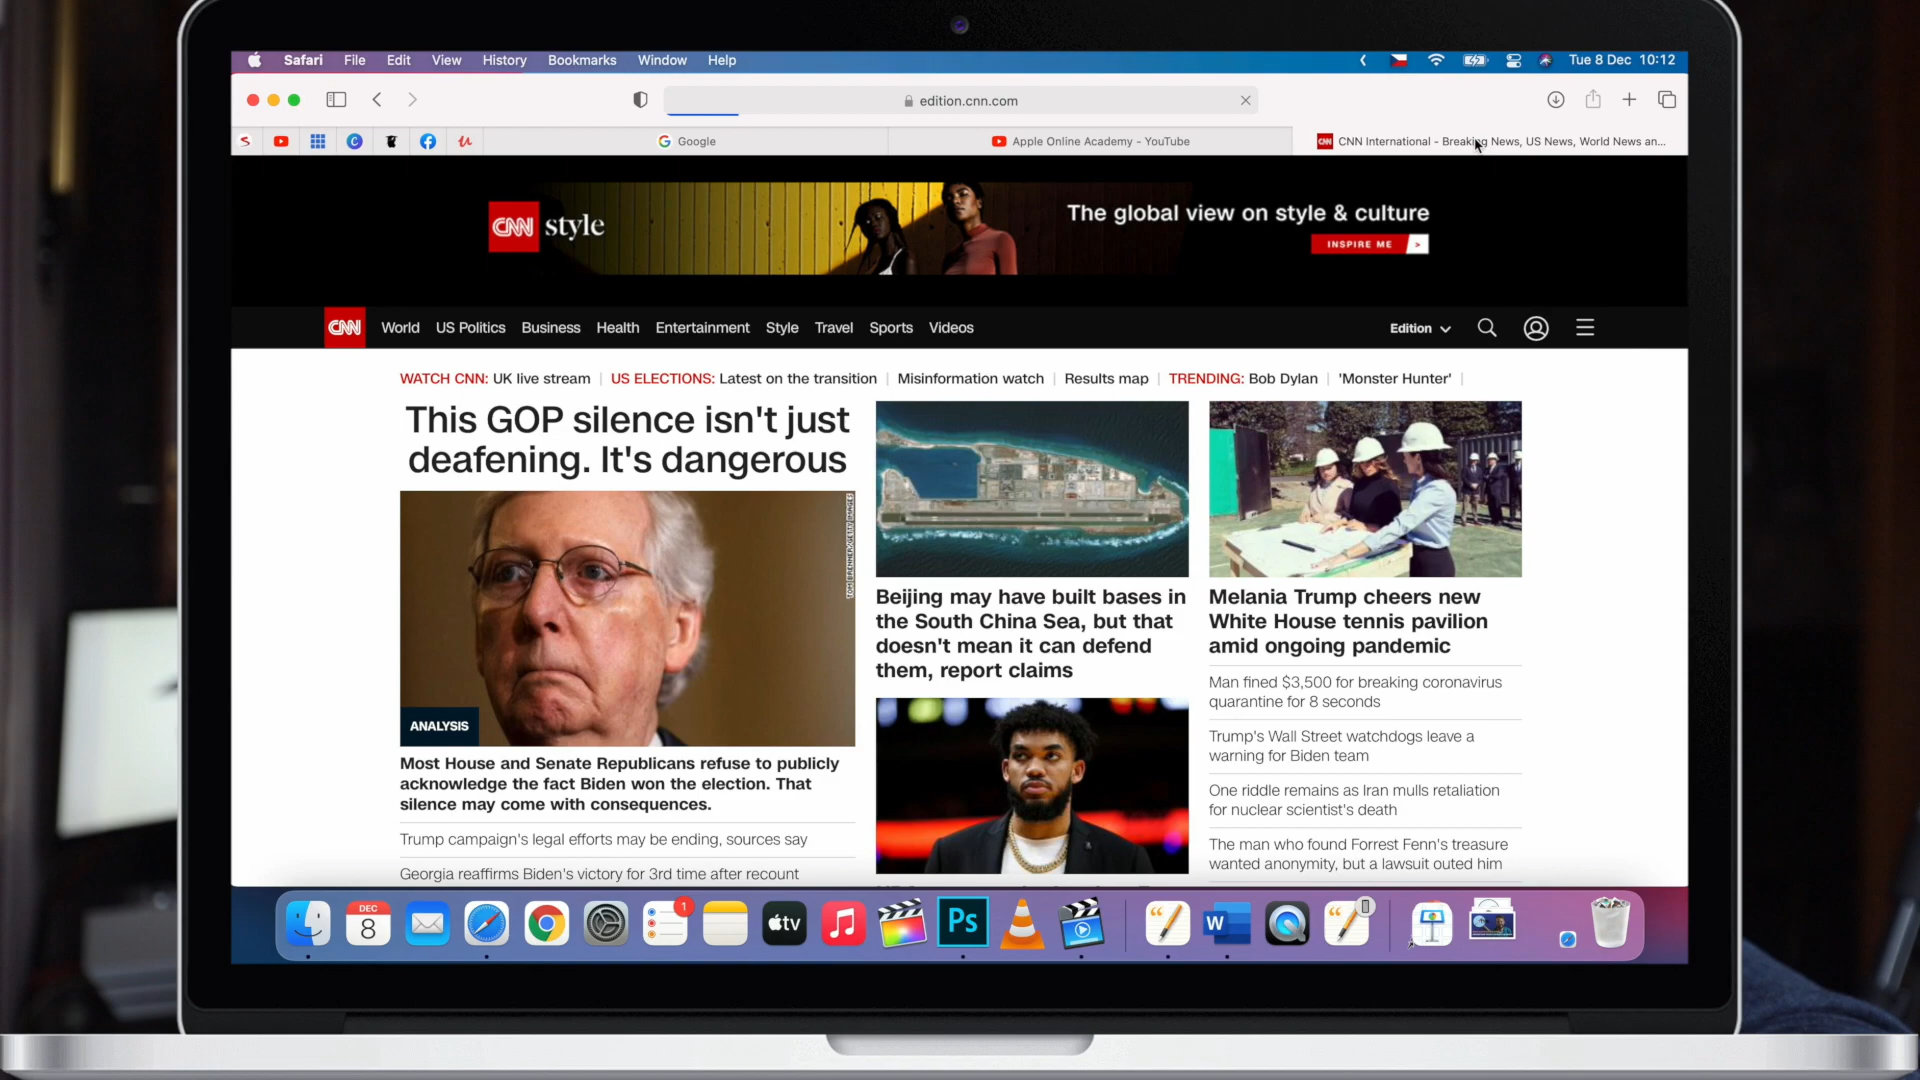 Safari File Edit View History Bookmarks Window Help
Tue 8 Dec 10:12
edition.cnn.com
Google
Apple Online Academy - YouTube
CNN International - Breaking News, US News, World News an...
CNN style
The global view on style & culture
INSPIRE ME >
CNN World US Politics Business Health Entertainment Style Travel Sports Videos
Edition
WATCH CNN: UK live stream | US ELECTIONS: Latest on the transition | Misinformation watch | Results map | TRENDING: Bob Dylan | 'Monster Hunter' |
This GOP silence isn't just
deafening. It's dangerous
TOM BRENNER/GETTY IMAGES
ANALYSIS
Most House and Senate Republicans refuse to publicly
acknowledge the fact Biden won the election. That
silence may come with consequences.
Trump campaign's legal efforts may be ending, sources say
Georgia reaffirms Biden's victory for 3rd time after recount
Beijing may have built bases in
the South China Sea, but that
doesn't mean it can defend
them, report claims
Melania Trump cheers new
White House tennis pavilion
amid ongoing pandemic
Man fined $3,500 for breaking coronavirus
quarantine for 8 seconds
Trump's Wall Street watchdogs leave a
warning for Biden team
One riddle remains as Iran mulls retaliation
for nuclear scientist's death
The man who found Forrest Fenn's treasure
wanted anonymity, but a lawsuit outed him
DEC
8
1
tv
Ps
W